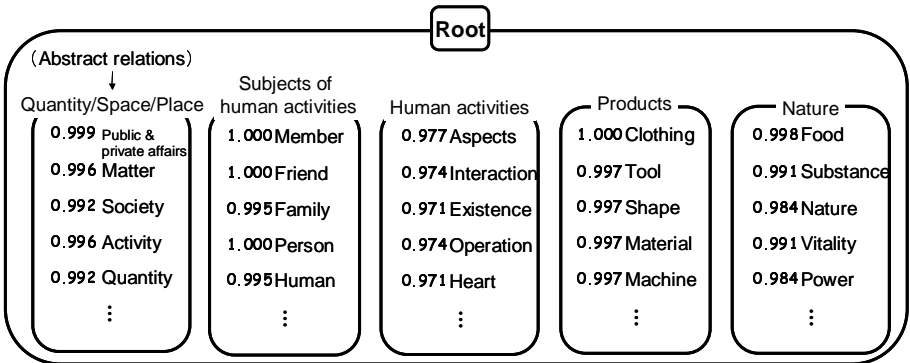 Root
(Abstract relations)
Quantity/Space/Place
0.999 Public &
private affairs
0.996 Matter
0.992 Society
0.996 Activity
0.992 Quantity
⋮
Subjects of
human activities
1.000 Member
1.000 Friend
0.995 Family
1.000 Person
0.995 Human
⋮
Human activities
0.977 Aspects
0.974 Interaction
0.971 Existence
0.974 Operation
0.971 Heart
⋮
Products
1.000 Clothing
0.997 Tool
0.997 Shape
0.997 Material
0.997 Machine
⋮
Nature
0.998 Food
0.991 Substance
0.984 Nature
0.991 Vitality
0.984 Power
⋮